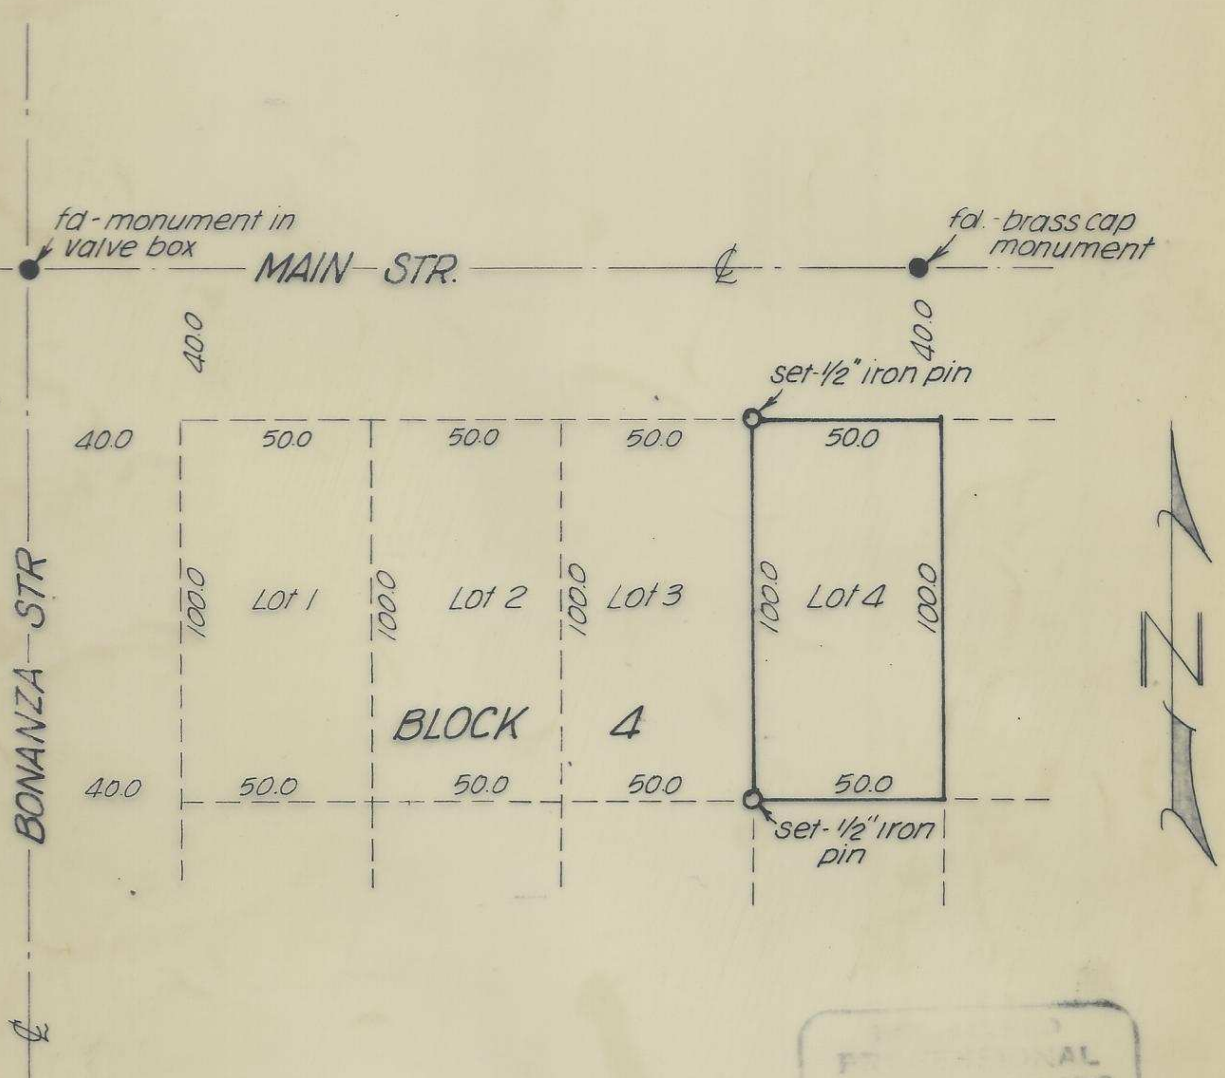 fd - monument in
valve box
fd. - brass cap
monument
MAIN STR. ℄
40.0
40.0
set-1/2" iron pin
40.0 50.0 50.0 50.0 50.0
100.0 Lot 1 100.0 Lot 2 100.0 Lot 3 100.0 Lot 4 100.0
N
BONANZA STR
BLOCK 4
40.0 50.0 50.0 50.0 50.0
set- 1/2" iron
pin
℄